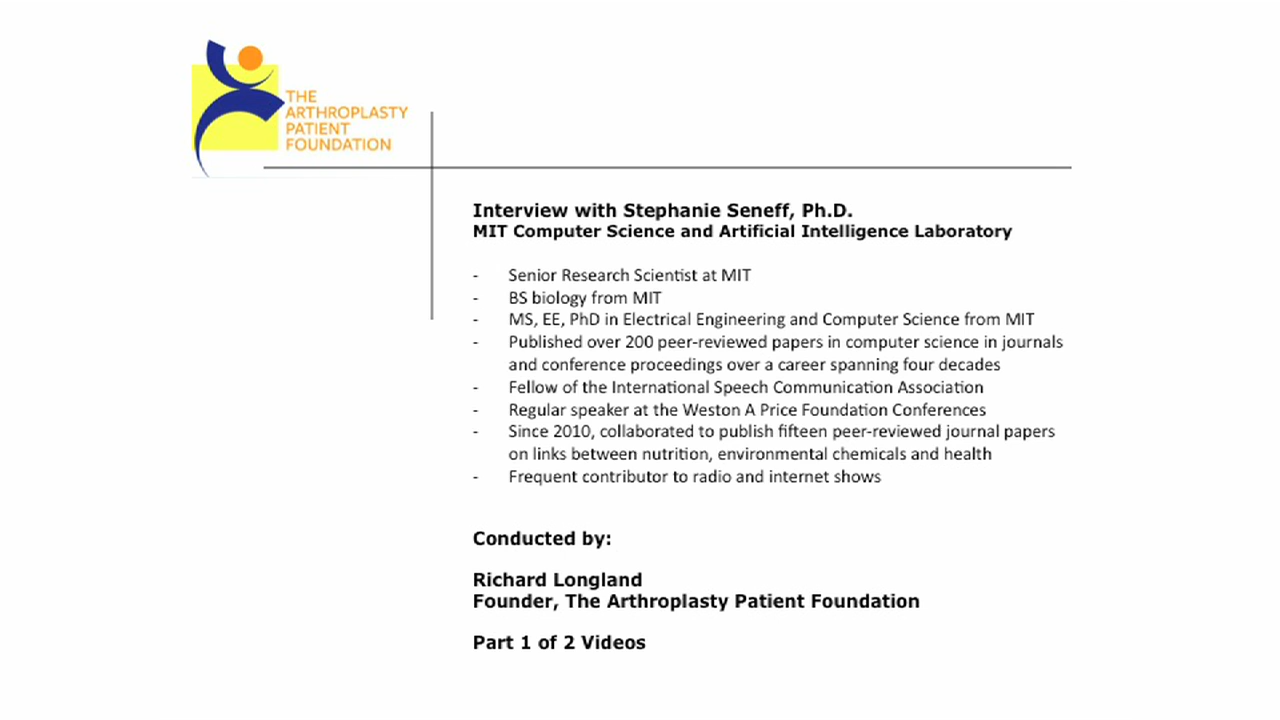 THE
ARTHROPLASTY
PATIENT
FOUNDATION
Interview with Stephanie Seneff, Ph.D.
MIT Computer Science and Artificial Intelligence Laboratory
- Senior Research Scientist at MIT
- BS biology from MIT
- MS, EE, PhD in Electrical Engineering and Computer Science from MIT
- Published over 200 peer-reviewed papers in computer science in journals
and conference proceedings over a career spanning four decades
- Fellow of the International Speech Communication Association
- Regular speaker at the Weston A Price Foundation Conferences
- Since 2010, collaborated to publish fifteen peer-reviewed journal papers
on links between nutrition, environmental chemicals and health
- Frequent contributor to radio and internet shows
Conducted by:
Richard Longland
Founder, The Arthroplasty Patient Foundation
Part 1 of 2 Videos